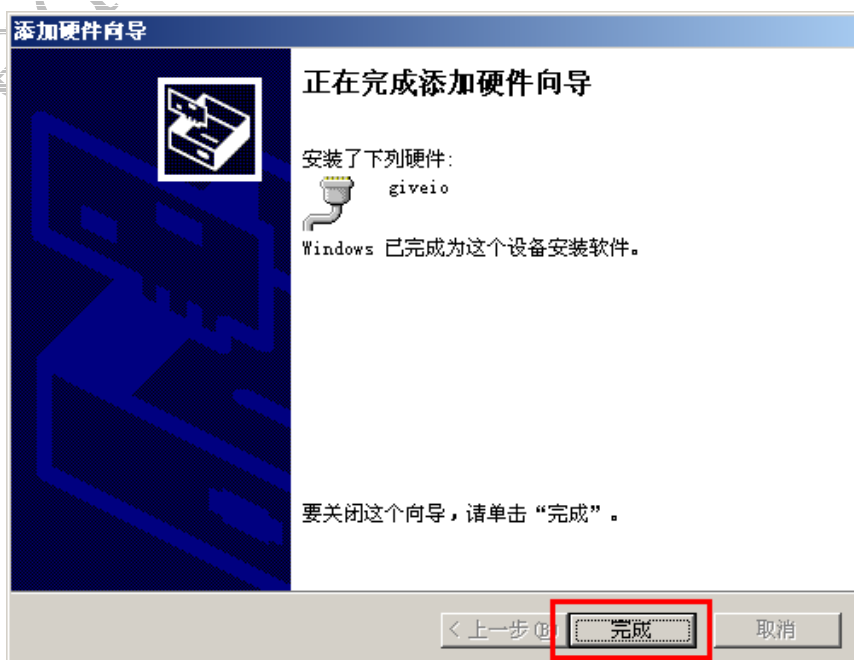 添加硬件向导
正在完成添加硬件向导
安装了下列硬件:
giveio
Windows 已完成为这个设备安装软件。
要关闭这个向导，请单击“完成”。
< 上一步(B)
完成
取消